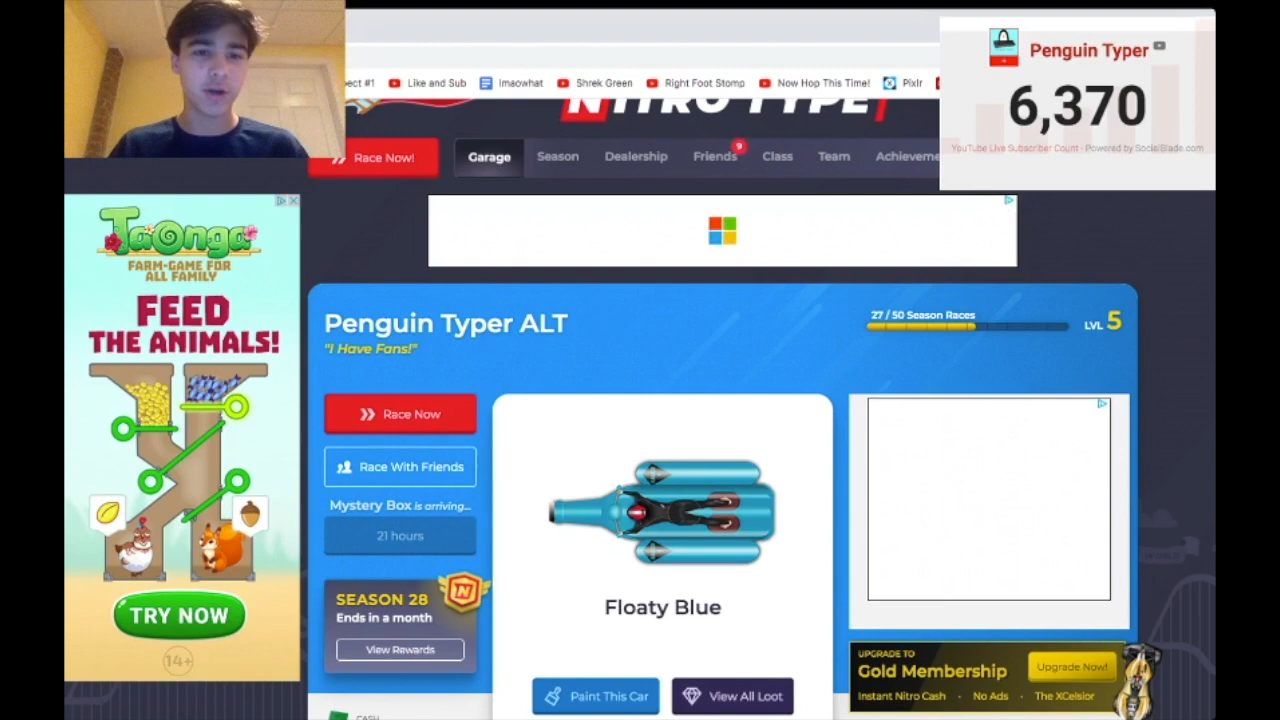 Penguin Typer
6,370
YouTube Live Subscriber Count - Powered by SocialBlade.com
ect #1
Like and Sub
lmaowhat
Shrek Green
Right Foot Stomp
Now Hop This Time!
Pixlr
NITRO TYPE
Race Now!
Garage
Season
Dealership
Friends
9
Class
Team
Achieveme
Taonga
FARM-GAME FOR
ALL FAMILY
FEED
THE ANIMALS!
TRY NOW
14+
Penguin Typer ALT
"I Have Fans!"
27 / 50 Season Races
LVL 5
Race Now
Race With Friends
Mystery Box is arriving...
21 hours
SEASON 28
Ends in a month
View Rewards
N
Floaty Blue
Paint This Car
View All Loot
UPGRADE TO
Gold Membership
Upgrade Now!
Instant Nitro Cash · No Ads · The XCelsior
CASH
WORLD